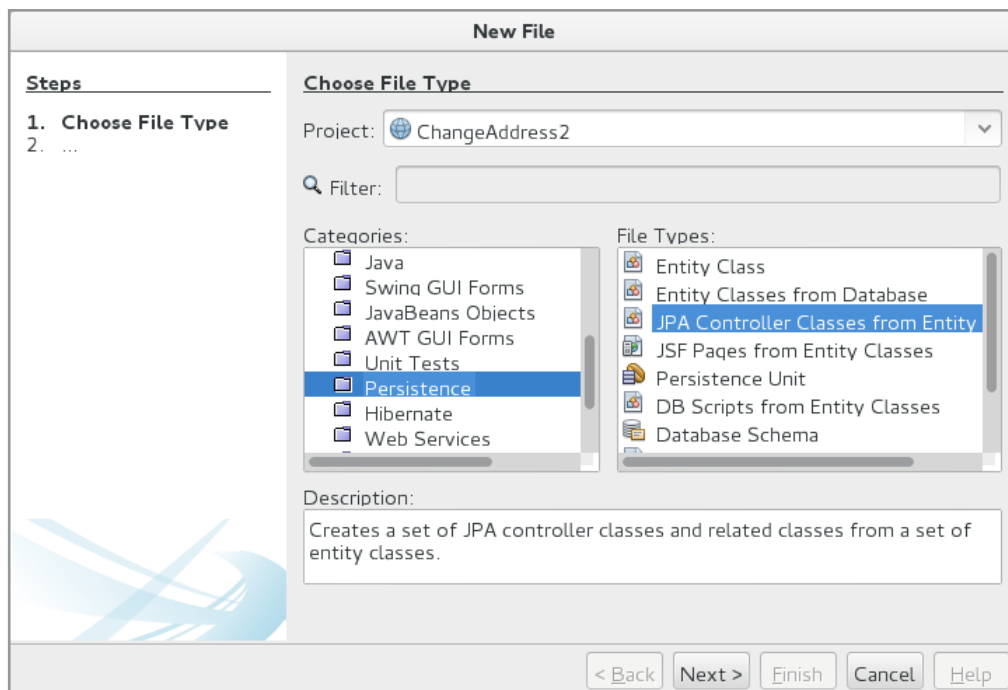 New File
Steps
1. Choose File Type
2. ...
Choose File Type
Project: ChangeAddress2
Filter:
Categories:
Java
Swing GUI Forms
JavaBeans Objects
AWT GUI Forms
Unit Tests
Persistence
Hibernate
Web Services
File Types:
Entity Class
Entity Classes from Database
JPA Controller Classes from Entity
JSF Pages from Entity Classes
Persistence Unit
DB Scripts from Entity Classes
Database Schema
Description:
Creates a set of JPA controller classes and related classes from a set of
entity classes.
< Back Next > Finish Cancel Help